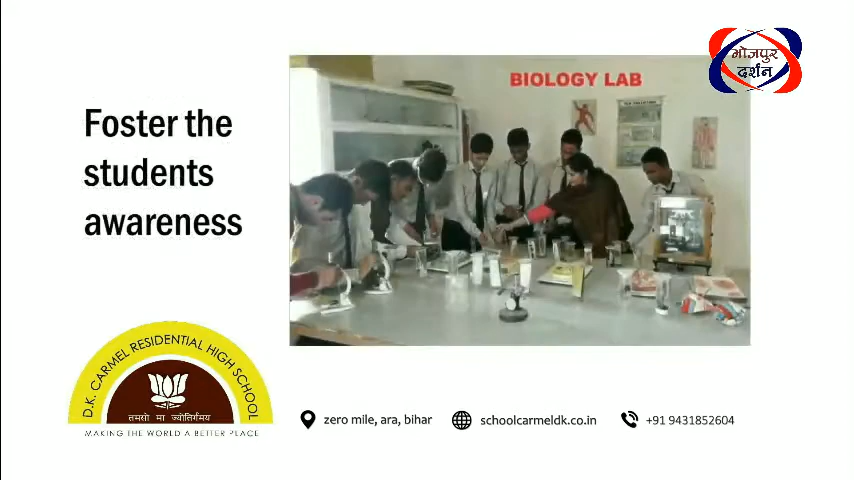 भोजपुर
दर्शन
BIOLOGY LAB
Foster the
students
awareness
D.K. CARMEL RESIDENTIAL HIGH SCHOOL
तमसो मा ज्योतिर्गमय
MAKING THE WORLD A BETTER PLACE
zero mile, ara, bihar
schoolcarmeldk.co.in
+91 9431852604